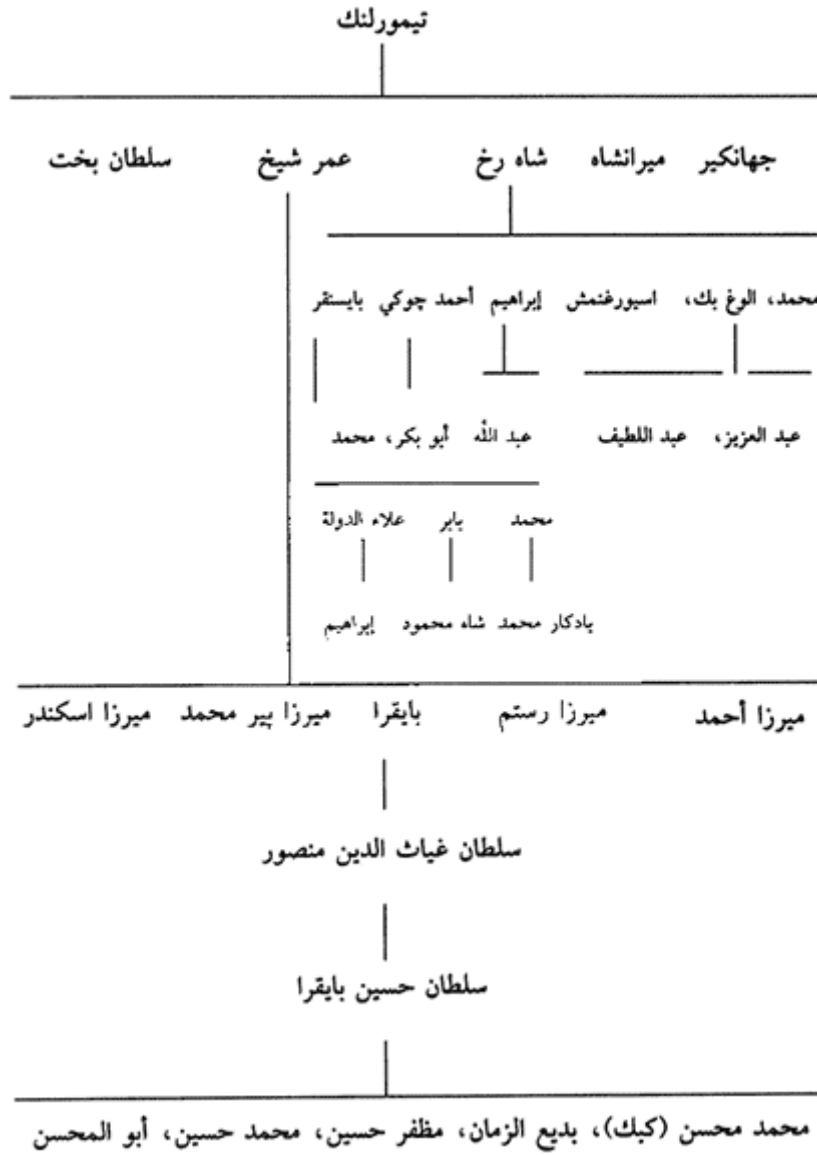 تيمورلنك
جهانكير ميرانشاه شاه رخ عمر شيخ سلطان بخت
محمد، الوغ بك، اسيورغتمش إبراهيم أحمد چوكي بايسنقر
عبد العزيز، عبد اللطيف عبد الله أبو بكر، محمد
محمد بابر علاء الدولة
يادكار محمد شاه محمود إبراهيم
ميرزا أحمد ميرزا رستم بايقرا ميرزا پير محمد ميرزا اسكندر
سلطان غياث الدين منصور
سلطان حسين بايقرا
محمد محسن (كبك)، بديع الزمان، مظفر حسين، محمد حسين، أبو المحسن